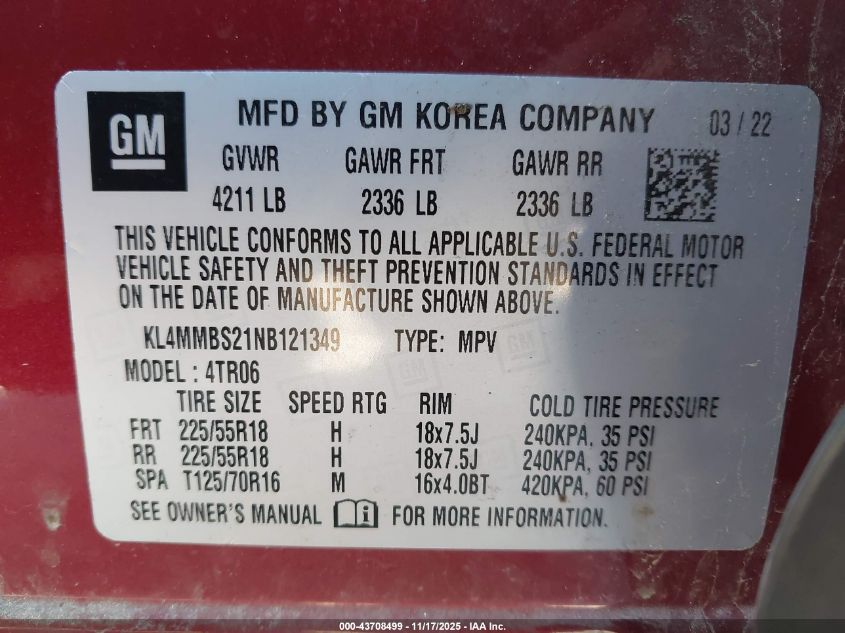 GM
MFD BY GM KOREA COMPANY 03 / 22
GVWR GAWR FRT GAWR RR
4211 LB 2336 LB 2336 LB
THIS VEHICLE CONFORMS TO ALL APPLICABLE U.S. FEDERAL MOTOR
VEHICLE SAFETY AND THEFT PREVENTION STANDARDS IN EFFECT
ON THE DATE OF MANUFACTURE SHOWN ABOVE.
KL4MMBS21NB121349 TYPE: MPV
MODEL : 4TR06
TIRE SIZE SPEED RTG RIM COLD TIRE PRESSURE
FRT 225/55R18 H 18x7.5J 240KPA, 35 PSI
RR 225/55R18 H 18x7.5J 240KPA, 35 PSI
SPA T125/70R16 M 16x4.0BT 420KPA, 60 PSI
SEE OWNER'S MANUAL i FOR MORE INFORMATION.
000-43708499 - 11/17/2025 - IAA Inc.